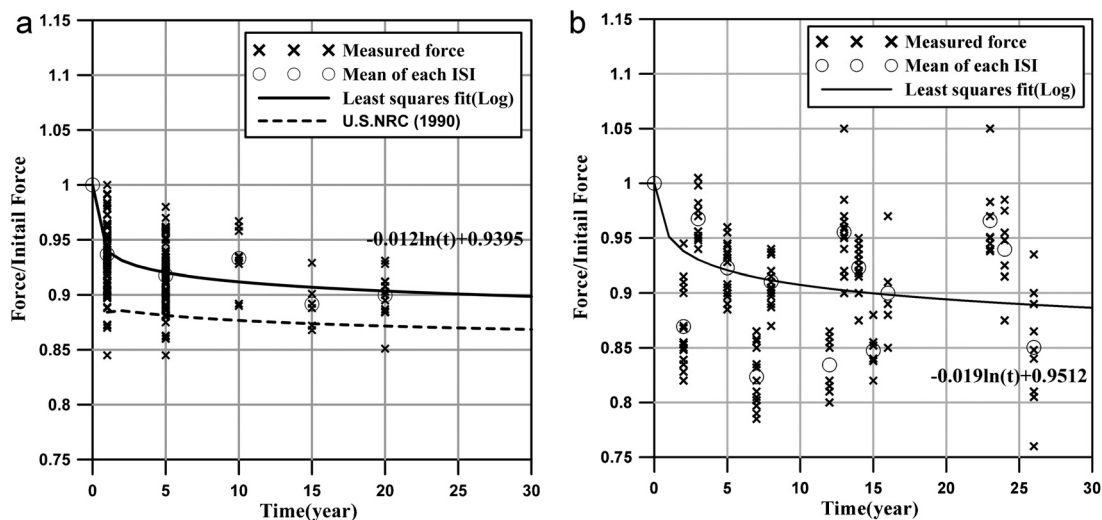 a
Force/Initail Force
1.15
1.1
1.05
1
0.95
0.9
0.85
0.8
0.75
Measured force
Mean of each ISI
Least squares fit(Log)
U.S.NRC (1990)
-0.012ln(t)+0.9395
0 5 10 15 20 25 30
Time(year)
b
Force/Initail Force
1.15
1.1
1.05
1
0.95
0.9
0.85
0.8
0.75
Measured force
Mean of each ISI
Least squares fit(Log)
-0.019ln(t)+0.9512
0 5 10 15 20 25 30
Time(year)